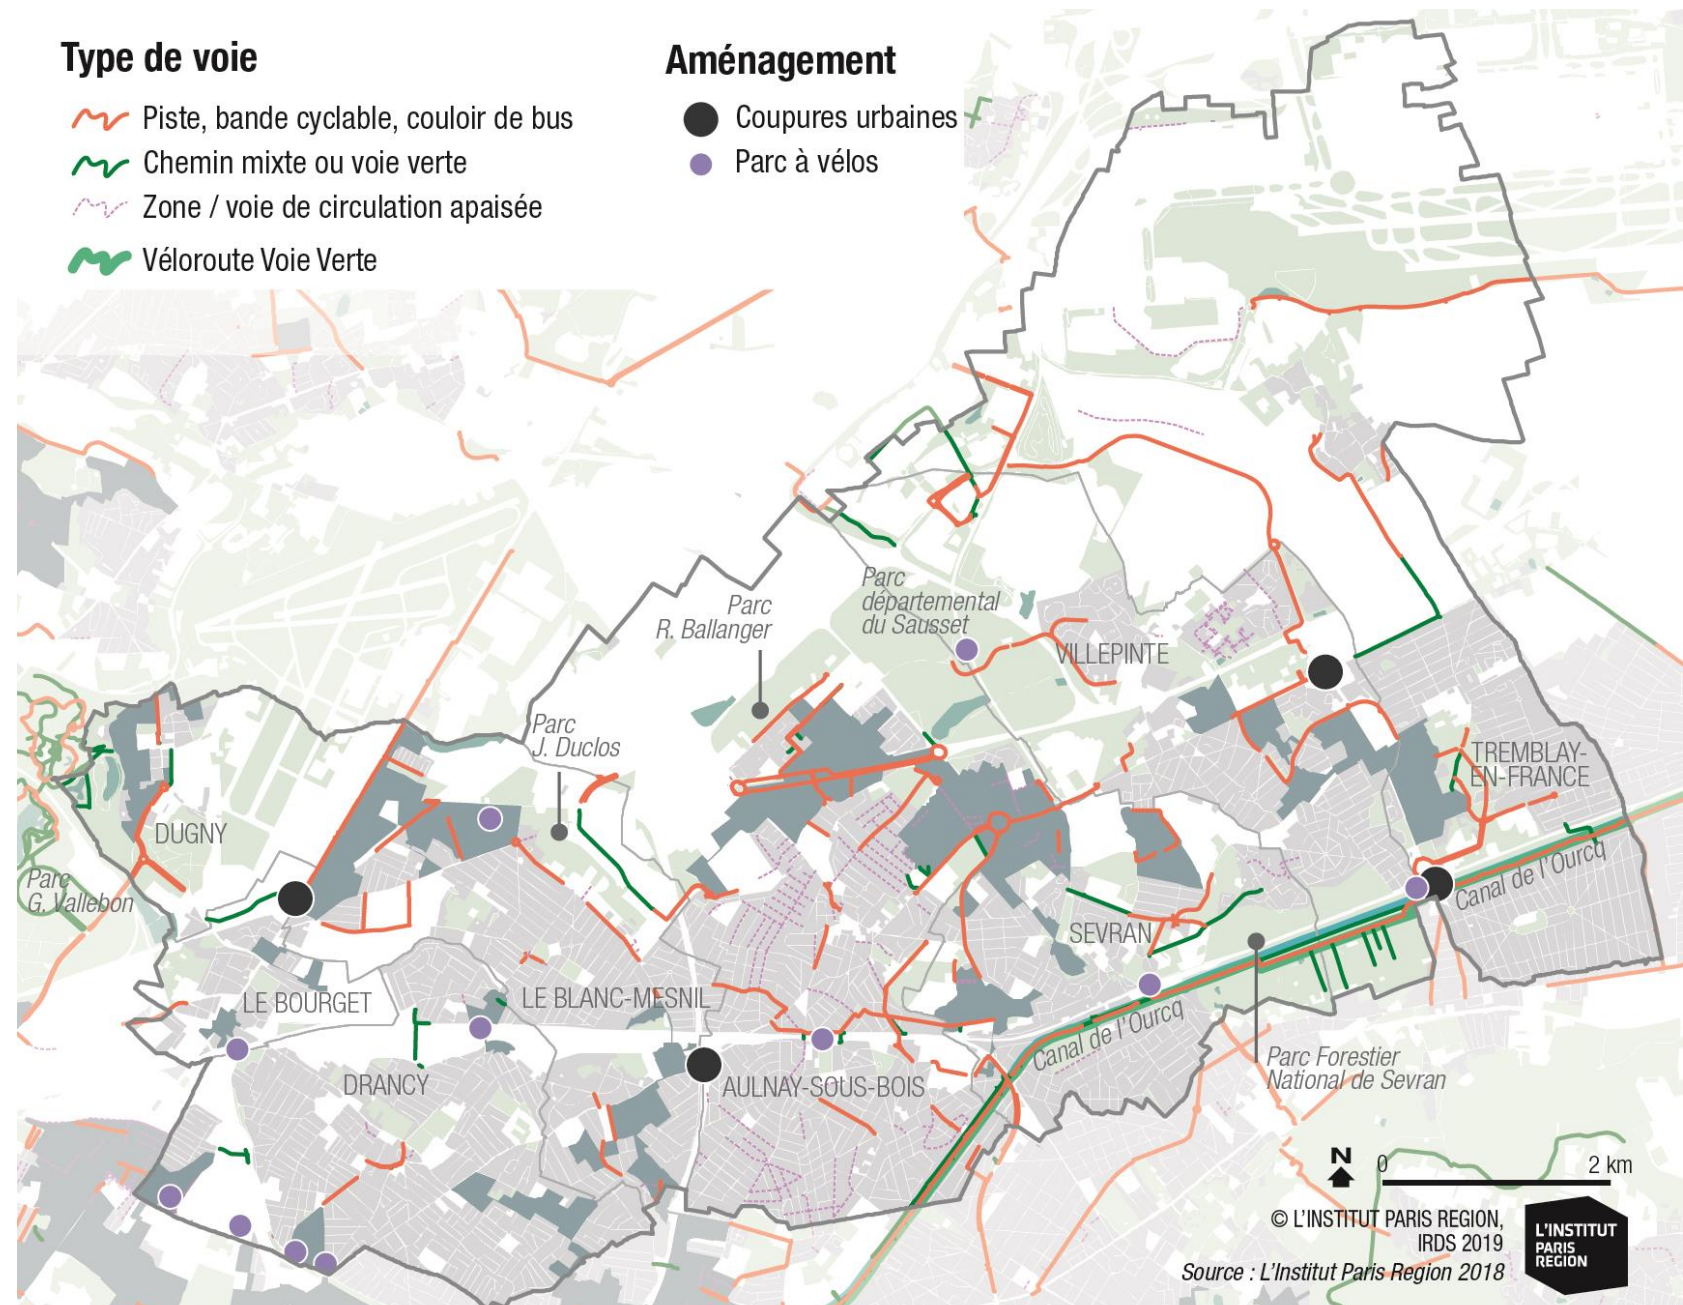 Type de voie
Piste, bande cyclable, couloir de bus
Chemin mixte ou voie verte
Zone / voie de circulation apaisée
Véloroute Voie Verte
Aménagement
Coupures urbaines
Parc à vélos
Parc
R. Ballanger
Parc
départemental
du Sausset
VILLEPINTE
Parc
J. Duclos
TREMBLAY-
EN-FRANCE
DUGNY
Parc
G. Vallebon
Canal de l'Ourcq
SEVRAN
LE BOURGET
LE BLANC-MESNIL
Canal de l'Ourcq
DRANCY
AULNAY-SOUS-BOIS
Parc Forestier
National de Sevran
N
0
2 km
© L'INSTITUT PARIS REGION,
IRDS 2019
Source : L'Institut Paris Region 2018
L'INSTITUT
PARIS
REGION